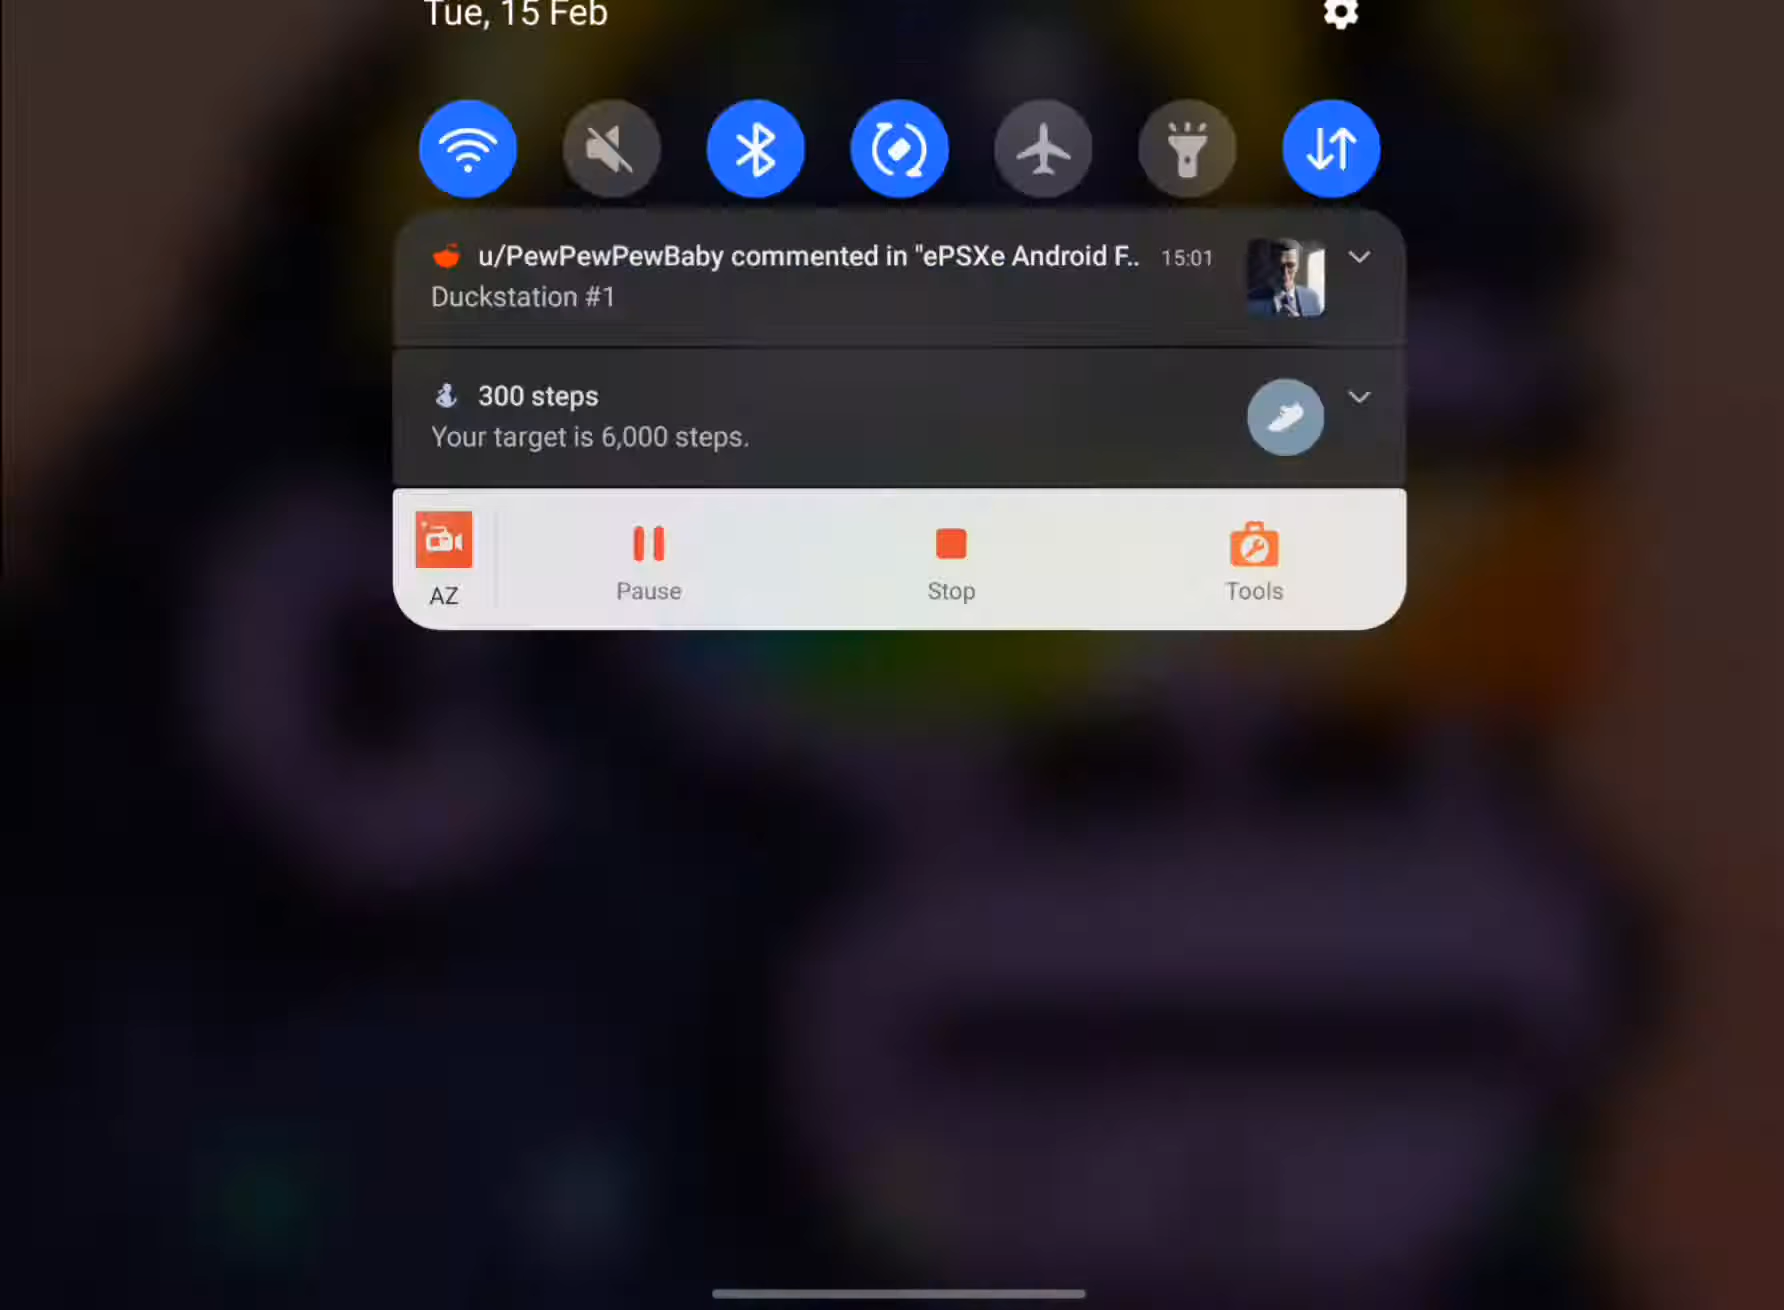 Tue, 15 Feb
u/PewPewPewBaby commented in "ePSXe Android F.. 15:01
Duckstation #1
300 steps
Your target is 6,000 steps.
AZ
Pause
Stop
Tools